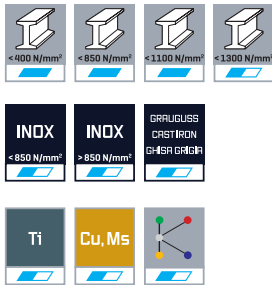 <400 N/mm²
<850 N/mm²
<1100 N/mm²
<1300 N/mm²
INOX
<850 N/mm²
INOX
>850 N/mm²
GRAUGUSS
CAST IRON
GHISA GRIGIA
Ti
Cu, Ms